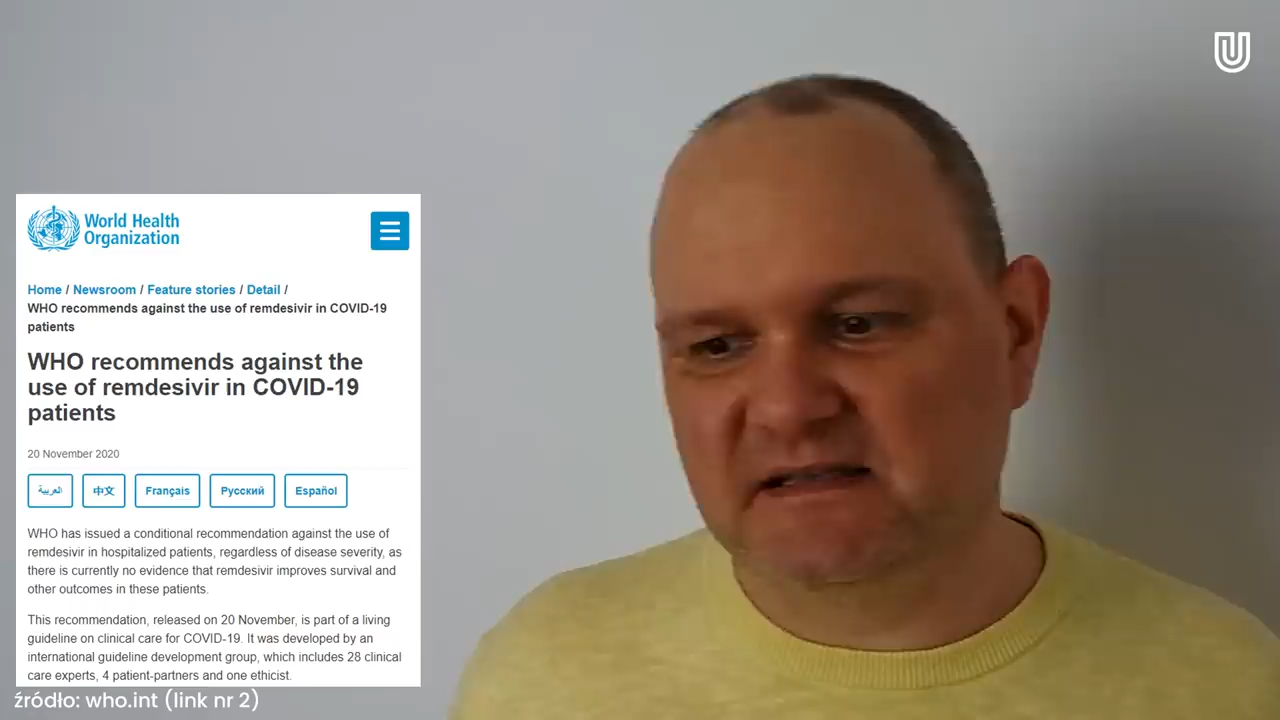 World Health
Organization
Home / Newsroom / Feature stories / Detail /
WHO recommends against the use of remdesivir in COVID-19
patients
WHO recommends against the
use of remdesivir in COVID-19
patients
20 November 2020
العربية
中文
Français
Русский
Español
WHO has issued a conditional recommendation against the use of
remdesivir in hospitalized patients, regardless of disease severity, as
there is currently no evidence that remdesivir improves survival and
other outcomes in these patients.
This recommendation, released on 20 November, is part of a living
guideline on clinical care for COVID-19. It was developed by an
international guideline development group, which includes 28 clinical
care experts, 4 patient-partners and one ethicist.
źródło: who.int (link nr 2)